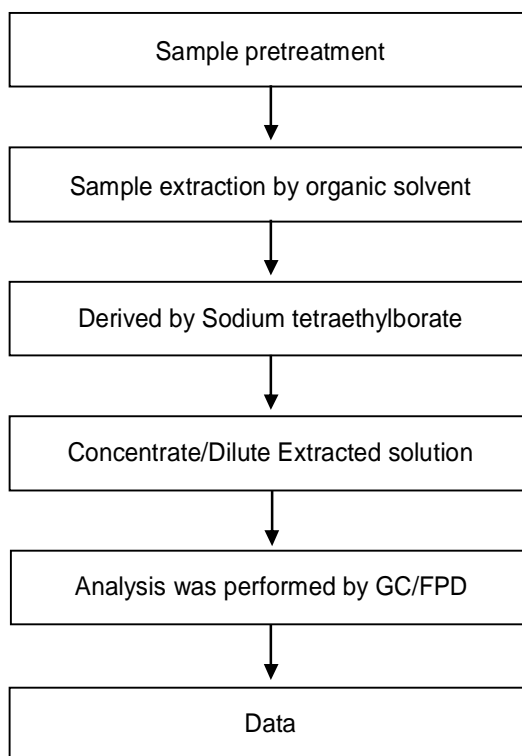 Sample pretreatment
Sample extraction by organic solvent
Derived by Sodium tetraethylborate
Concentrate/Dilute Extracted solution
Analysis was performed by GC/FPD
Data